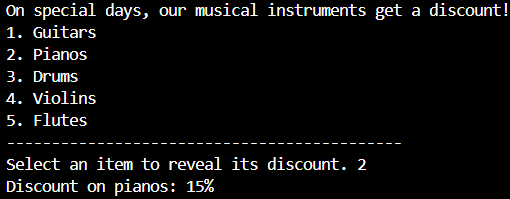 On special days, our musical instruments get a discount!
1. Guitars
2. Pianos
3. Drums
4. Violins
5. Flutes
--------------------------------------------
Select an item to reveal its discount. 2
Discount on pianos: 15%